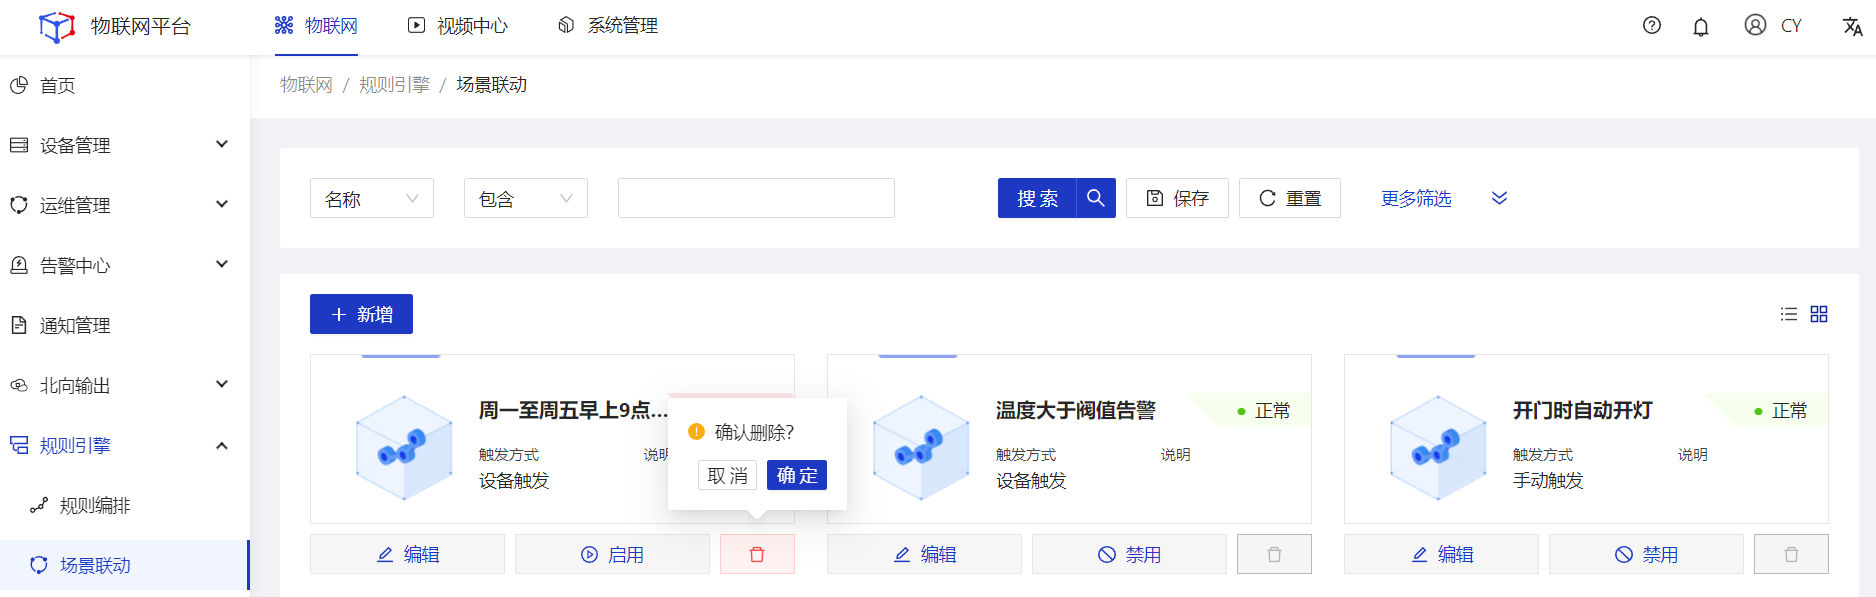 物联网平台
物联网
视频中心
系统管理
CY
首页
设备管理
运维管理
告警中心
通知管理
北向输出
规则引擎
规则编排
场景联动
物联网 / 规则引擎 / 场景联动
名称
包含
搜索
保存
重置
更多筛选
新增
周一至周五早上9点...
触发方式
设备触发
确认删除?
取消
确定
编辑
启用
温度大于阀值告警
正常
触发方式
说明
设备触发
编辑
禁用
开门时自动开灯
正常
触发方式
说明
手动触发
编辑
禁用